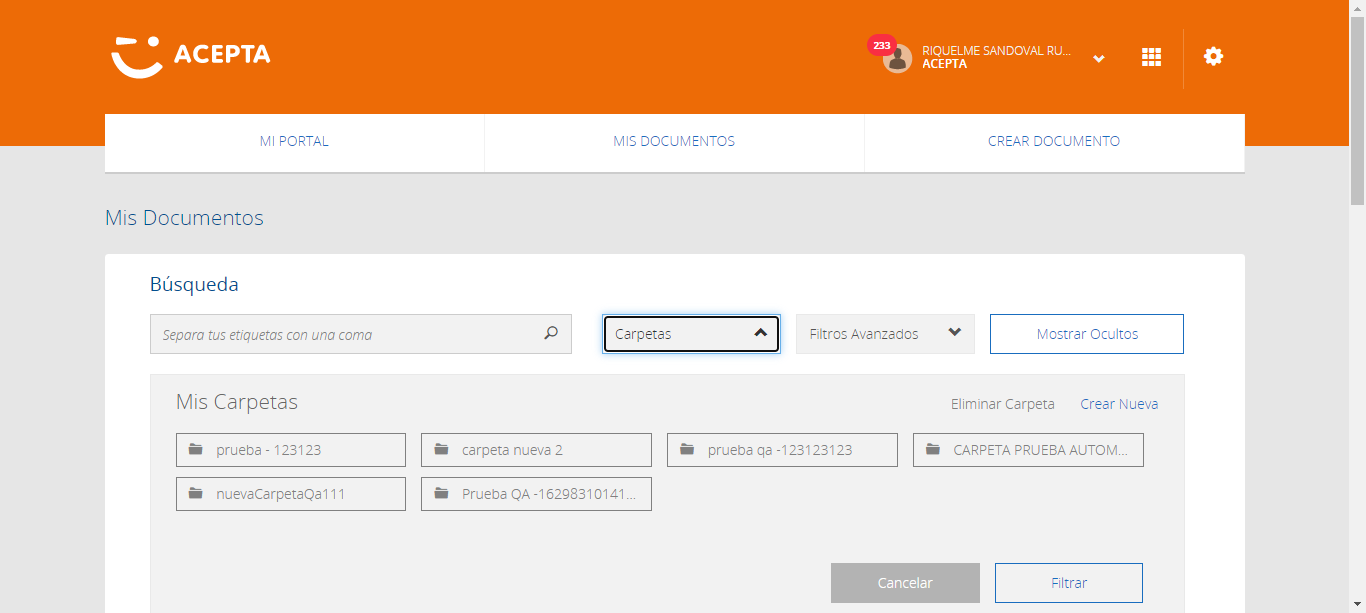 ACEPTA
233
RIQUELME SANDOVAL RU...
ACEPTA
MI PORTAL
MIS DOCUMENTOS
CREAR DOCUMENTO
Mis Documentos
Búsqueda
Separa tus etiquetas con una coma
Carpetas
Filtros Avanzados
Mostrar Ocultos
Mis Carpetas
Eliminar Carpeta
Crear Nueva
prueba - 123123
carpeta nueva 2
prueba qa -123123123
CARPETA PRUEBA AUTOM...
nuevaCarpetaQa111
Prueba QA -16298310141...
Cancelar
Filtrar